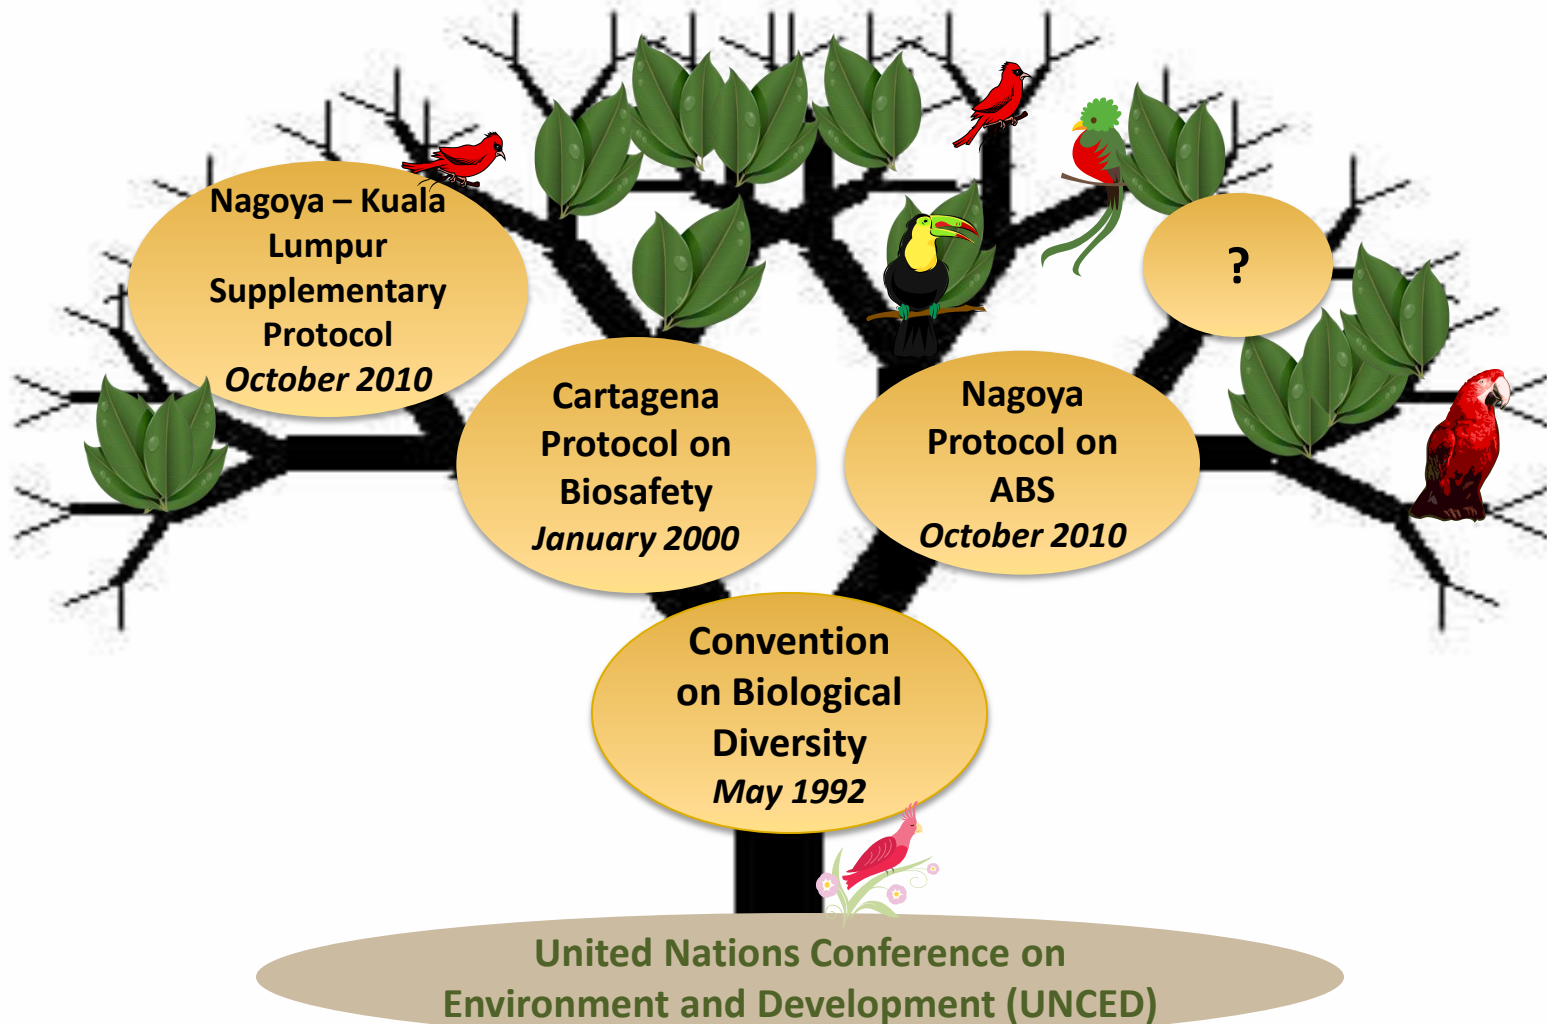 Nagoya – Kuala
Lumpur
Supplementary
Protocol
October 2010
?
Cartagena
Protocol on
Biosafety
January 2000
Nagoya
Protocol on
ABS
October 2010
Convention
on Biological
Diversity
May 1992
United Nations Conference on
Environment and Development (UNCED)